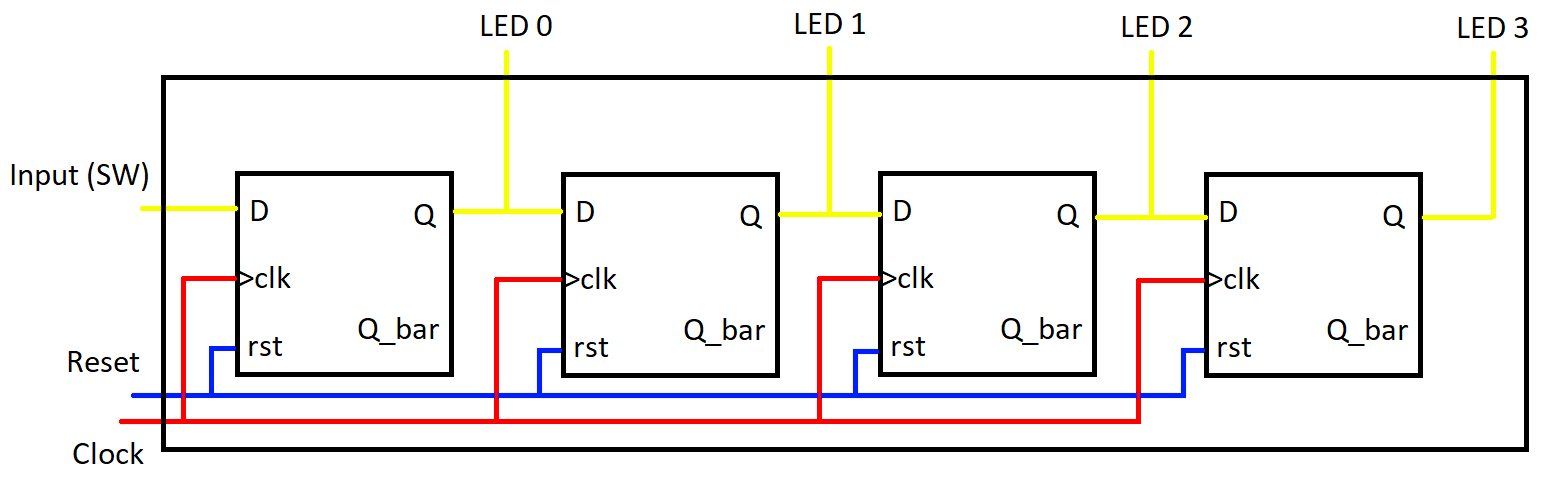 LED 0
LED 1
LED 2
LED 3
Input (SW)
D
Q
>clk
Q_bar
rst
D
Q
>clk
Q_bar
rst
D
Q
>clk
Q_bar
rst
D
Q
>clk
Q_bar
rst
Reset
Clock